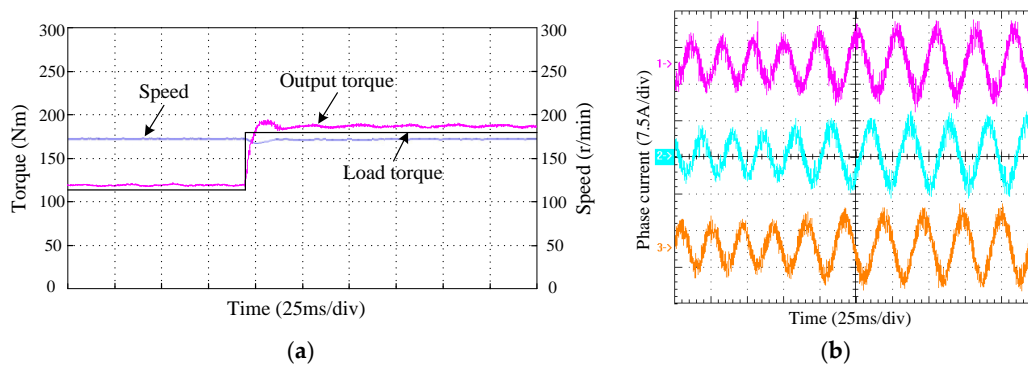 300
250
200
150
100
50
0
Torque (Nm)
Speed
Output torque
Load torque
300
250
200
150
100
50
0
Speed (r/min)
Time (25ms/div)
(a)
Phase current (7.5A/div)
1->
2->
3->
Time (25ms/div)
(b)